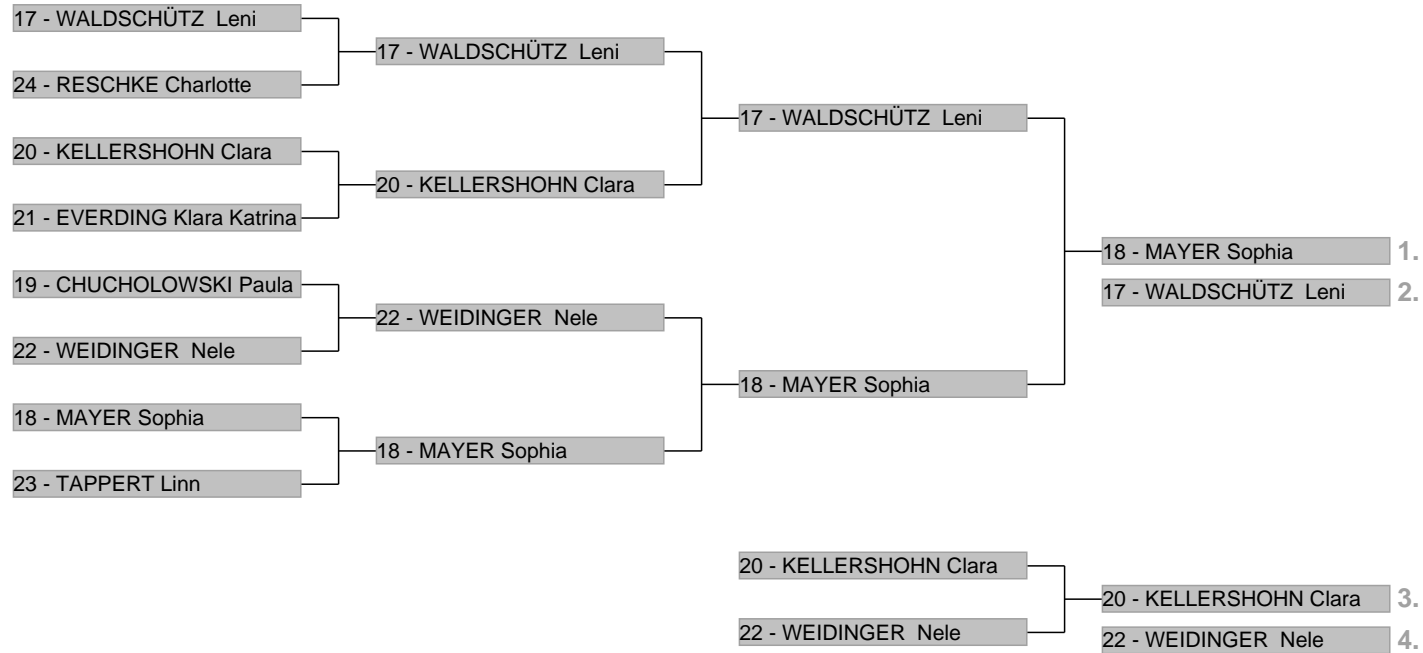 17 - WALDSCHÜTZ  Leni
24 - RESCHKE Charlotte
20 - KELLERSHOHN Clara
21 - EVERDING Klara Katrina
19 - CHUCHOLOWSKI Paula
22 - WEIDINGER  Nele
18 - MAYER Sophia
23 - TAPPERT Linn
17 - WALDSCHÜTZ  Leni
20 - KELLERSHOHN Clara
22 - WEIDINGER  Nele
18 - MAYER Sophia
17 - WALDSCHÜTZ  Leni
18 - MAYER Sophia
18 - MAYER Sophia 1.
17 - WALDSCHÜTZ  Leni 2.
20 - KELLERSHOHN Clara
22 - WEIDINGER  Nele
20 - KELLERSHOHN Clara 3.
22 - WEIDINGER  Nele 4.